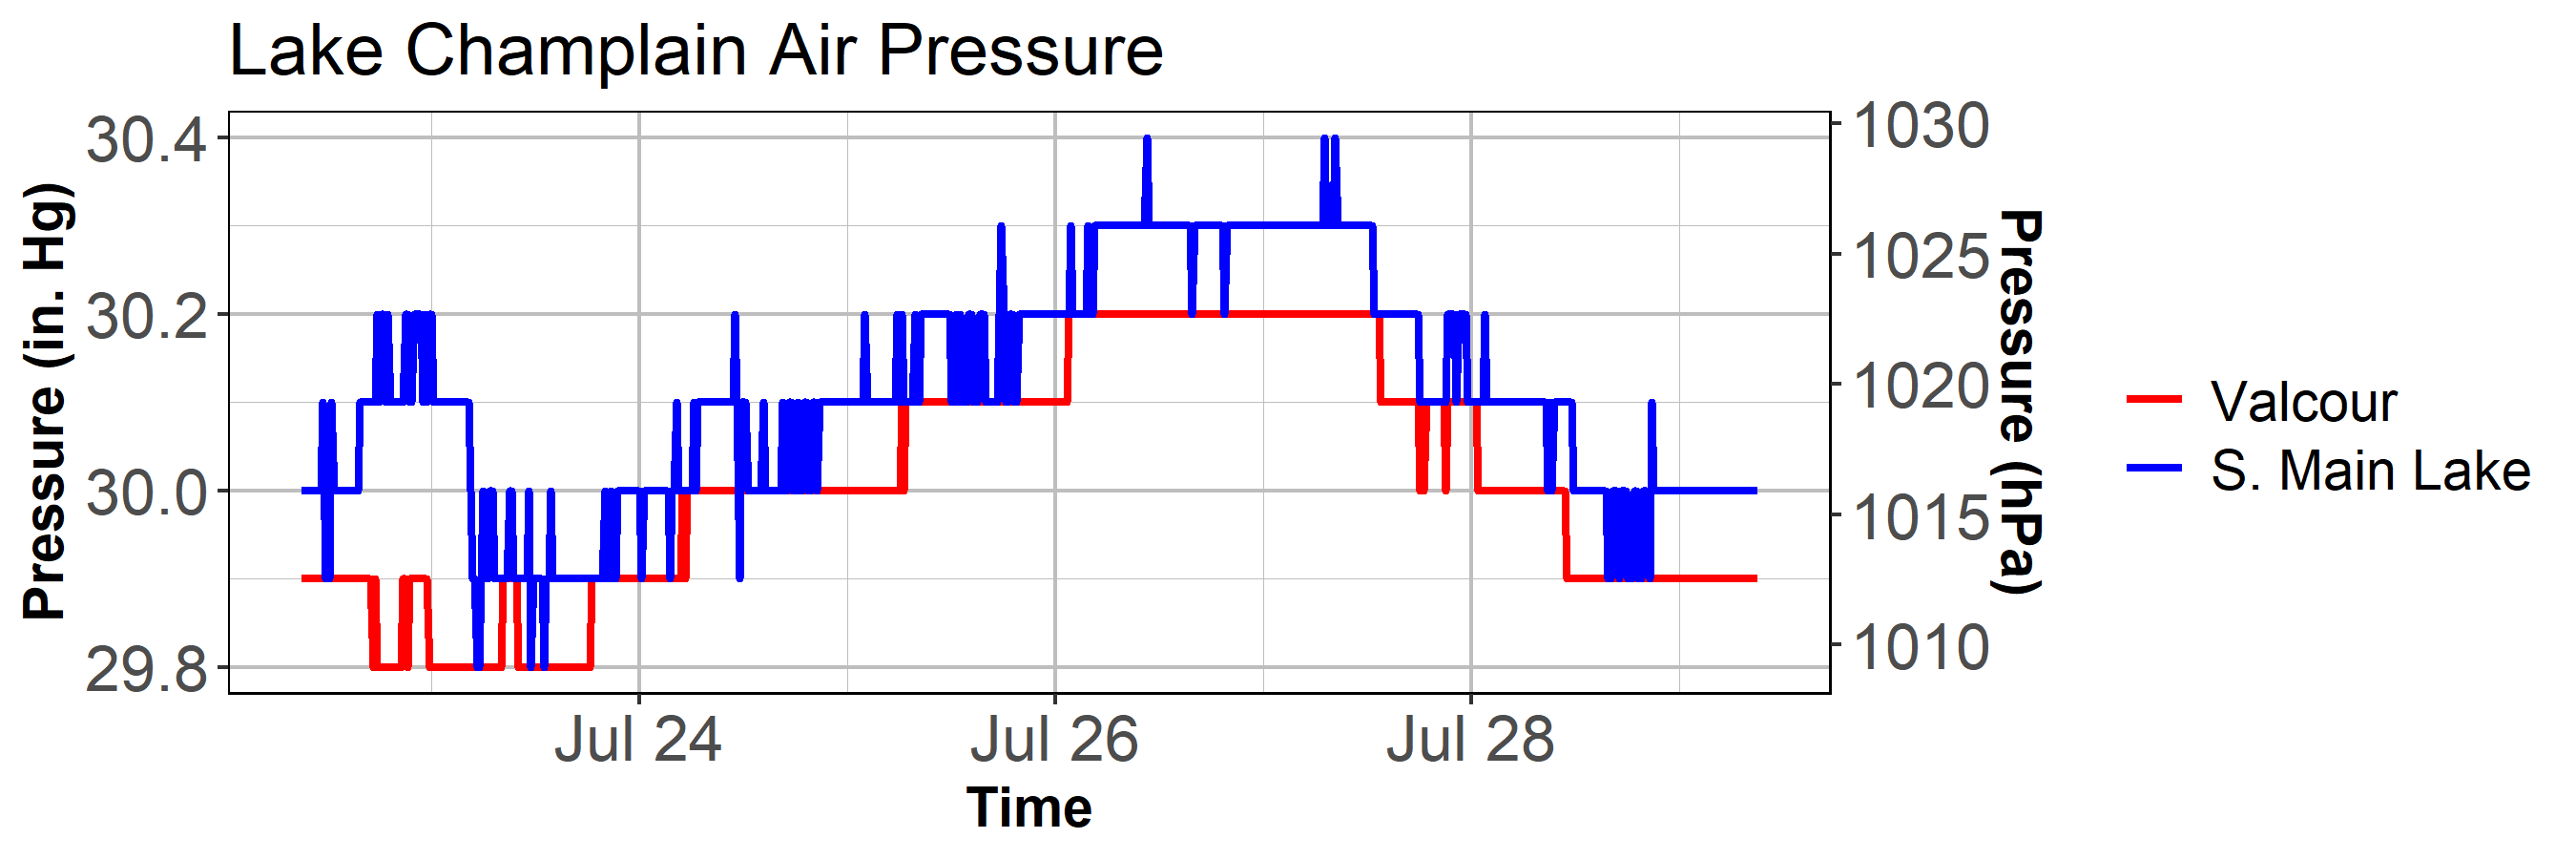 Lake Champlain Air Pressure
Pressure (in. Hg)
30.4
30.2
30.0
29.8
1030
1025
1020
1015
1010
Pressure (hPa)
Jul 24
Jul 26
Jul 28
Time
Valcour
S. Main Lake